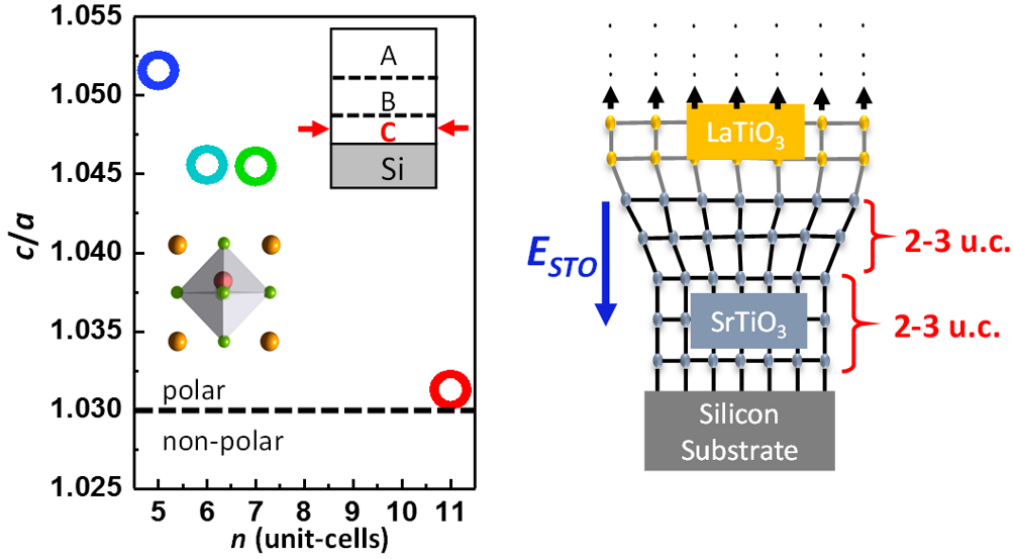 1.055
1.050
1.045
1.040
1.035
1.030
1.025
c/a
A
B
C
Si
polar
non-polar
5 6 7 8 9 10 11
n (unit-cells)
LaTiO₃
E_STO
2-3 u.c.
SrTiO₃
2-3 u.c.
Silicon
Substrate